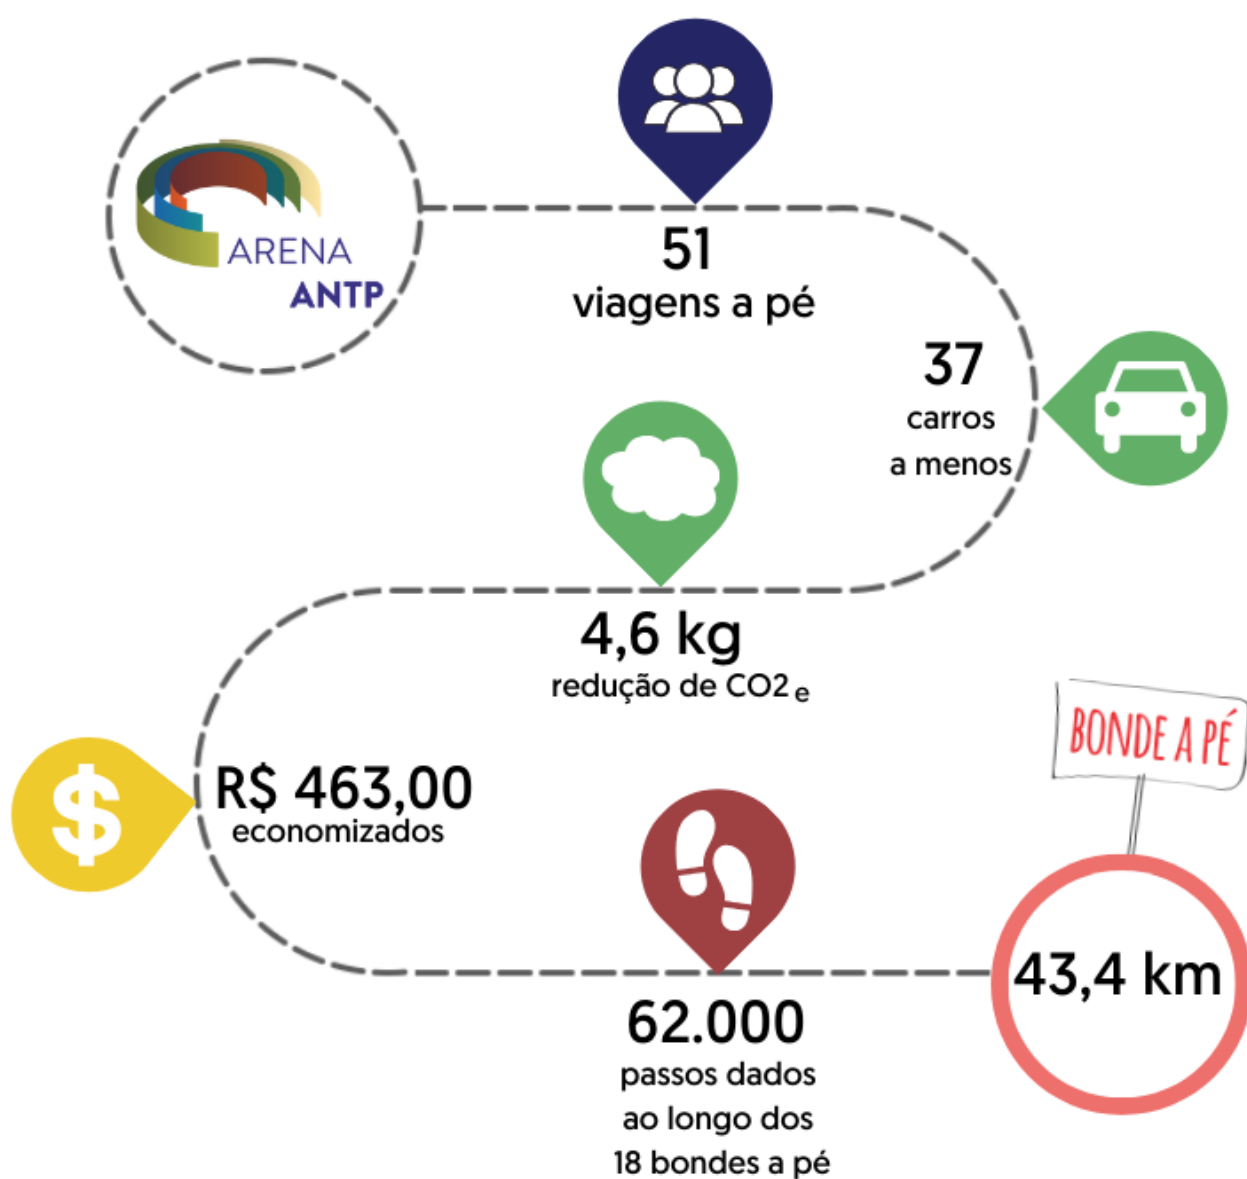 ARENA
ANTP
51
viagens a pé
37
carros
a menos
4,6 kg
redução de CO2 e
R$ 463,00
economizados
BONDE A PÉ
43,4 km
62.000
passos dados
ao longo dos
18 bondes a pé